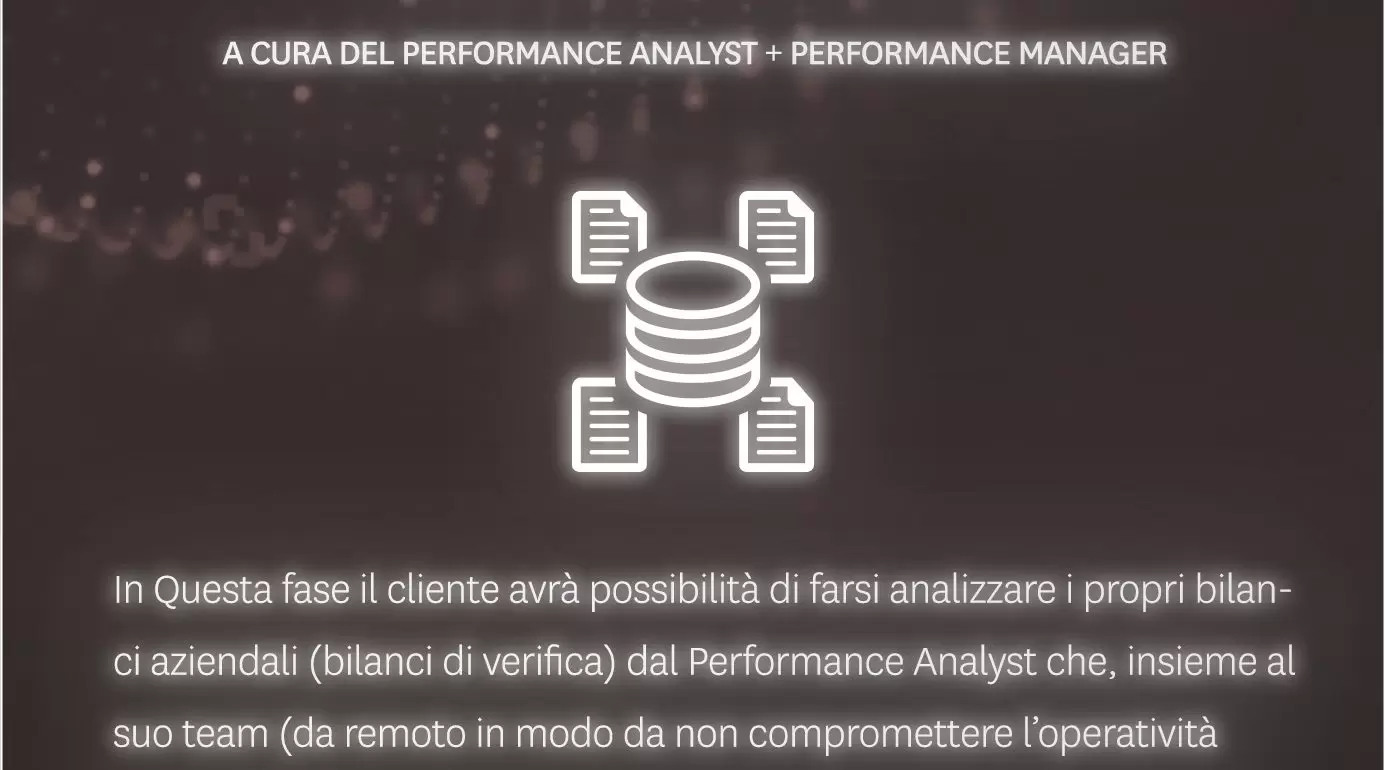 A CURA DEL PERFORMANCE ANALYST + PERFORMANCE MANAGER
In Questa fase il cliente avrà possibilità di farsi analizzare i propri bilan-
ci aziendali (bilanci di verifica) dal Performance Analyst che, insieme al
suo team (da remoto in modo da non compromettere l’operatività